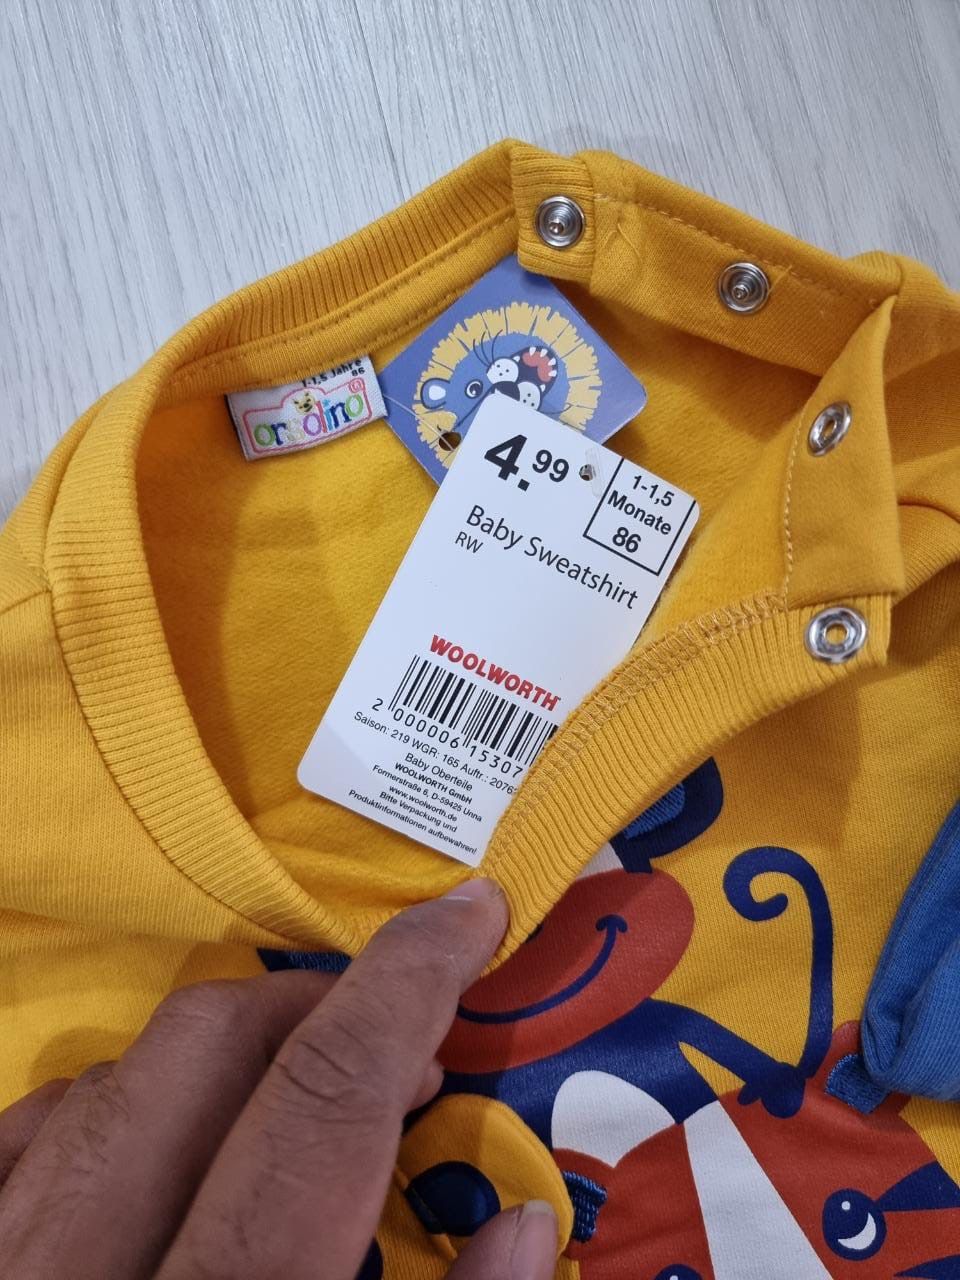 1-1,5 Jahre
86
orsolino
4.99
1-1,5
Monate
86
Baby Sweatshirt
RW
WOOLWORTH
2 000006 15307
Saison: 219 WGR: 165 Auftr.: 2076
Baby Oberteile
WOOLWORTH GmbH
Formerstraße 6, D-59425 Unna
www.woolworth.de
Bitte Verpackung und
Produktinformationen aufbewahren!